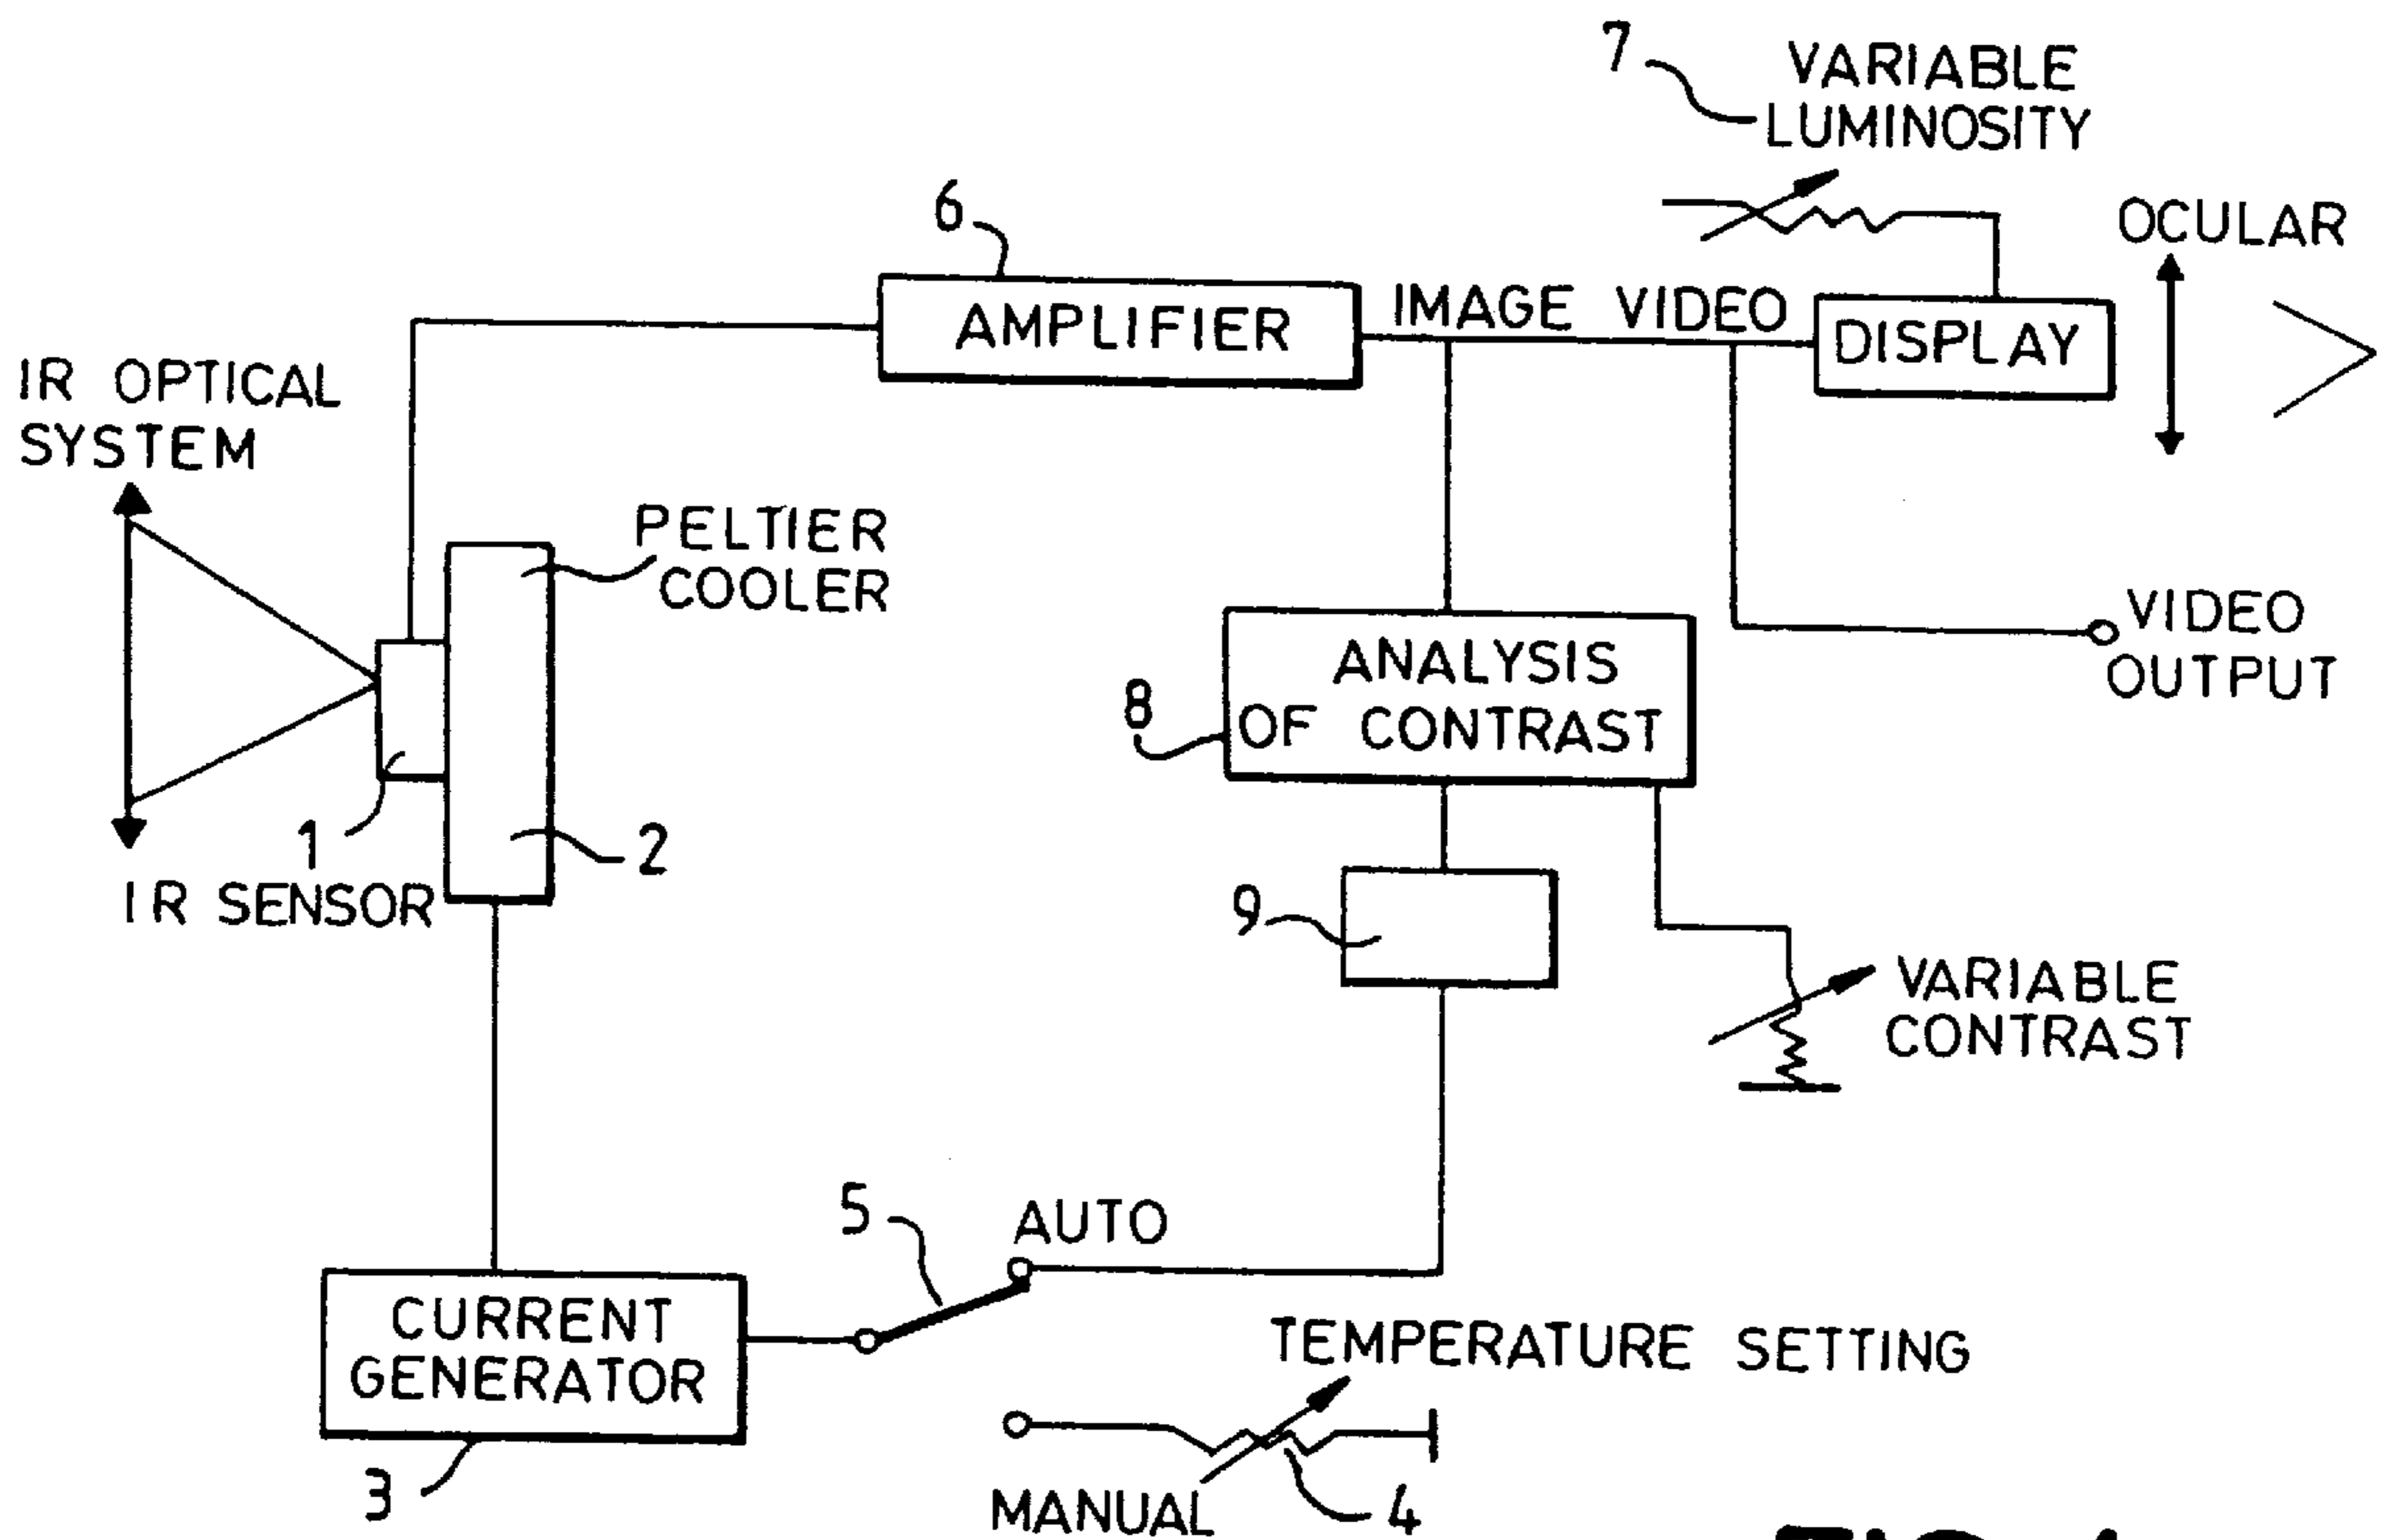 7
VARIABLE
LUMINOSITY
6
OCULAR
AMPLIFIER
IMAGE VIDEO
DISPLAY
IR OPTICAL
SYSTEM
PELTIER
COOLER
VIDEO
OUTPUT
ANALYSIS
OF CONTRAST
8
1
2
IR SENSOR
9
VARIABLE
CONTRAST
5
AUTO
CURRENT
GENERATOR
TEMPERATURE SETTING
3
MANUAL
4